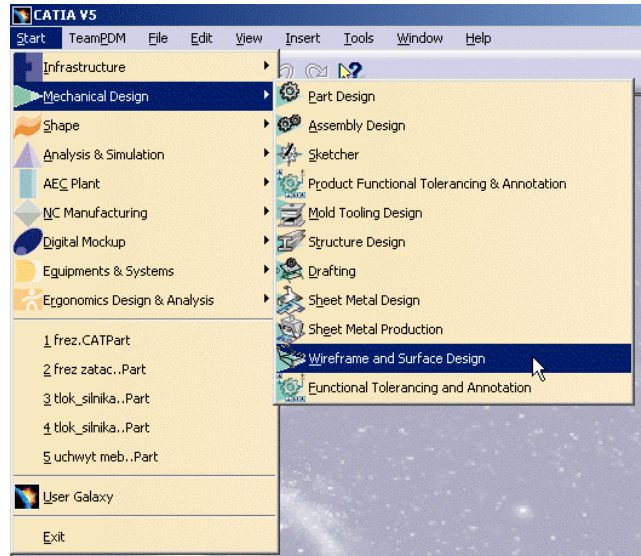 CATIA V5
Start TeamPDM File Edit View Insert Tools Window Help
Infrastructure
Mechanical Design
Shape
Analysis & Simulation
AEC Plant
NC Manufacturing
Digital Mockup
Equipments & Systems
Ergonomics Design & Analysis
1 frez.CATPart
2 frez zatac..Part
3 tlok_silnika..Part
4 tlok_silnika..Part
5 uchwyt meb..Part
User Galaxy
Exit
Part Design
Assembly Design
Sketcher
Product Functional Tolerancing & Annotation
Mold Tooling Design
Structure Design
Drafting
Sheet Metal Design
Sheet Metal Production
Wireframe and Surface Design
Functional Tolerancing and Annotation